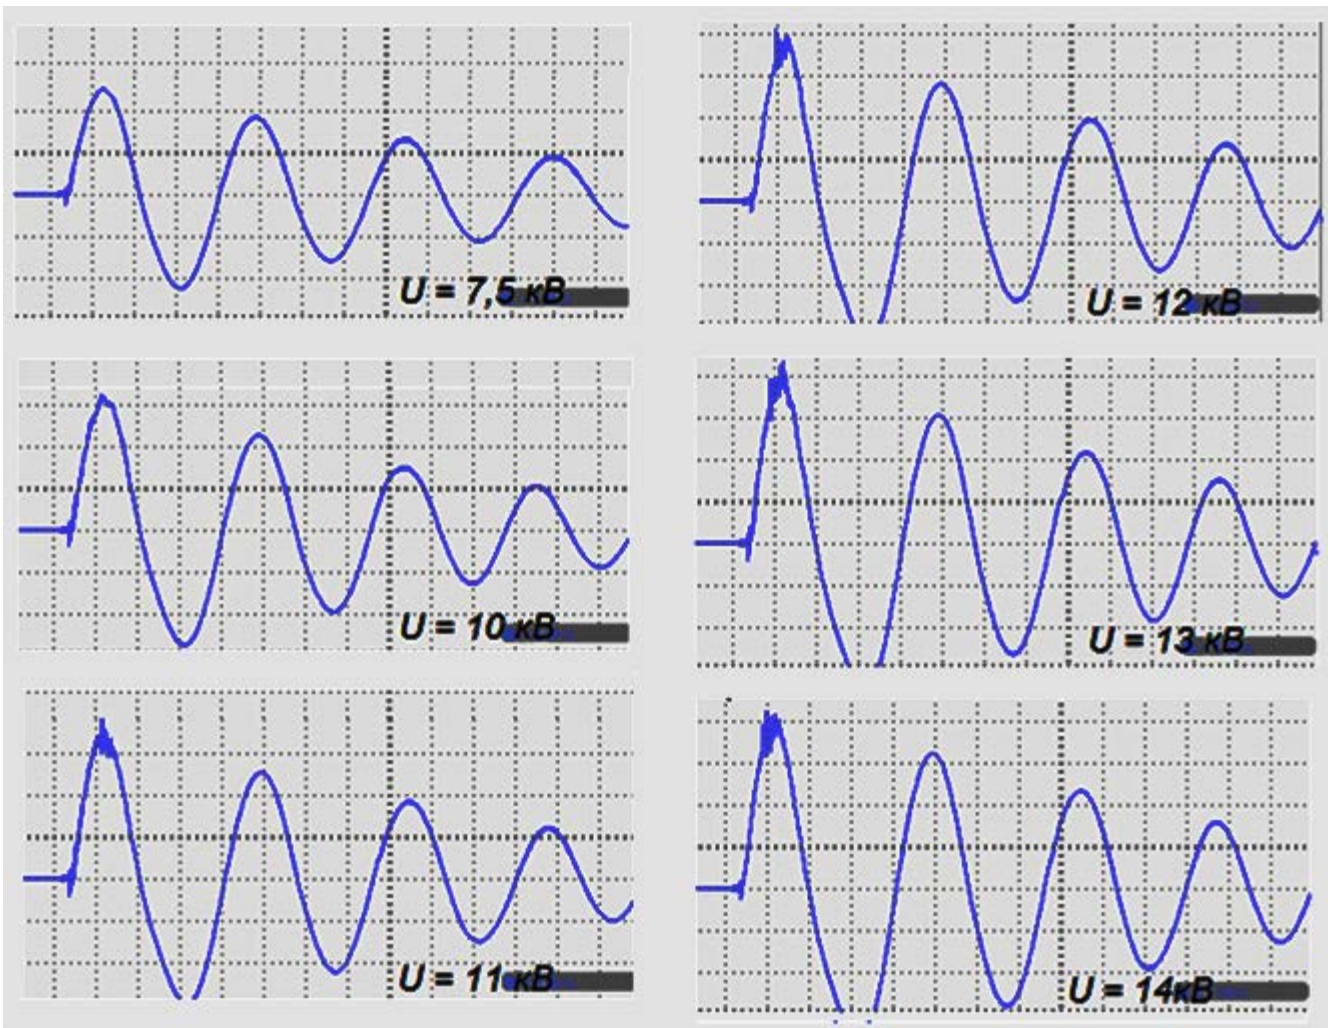 U = 7,5 кВ
U = 12 кВ
U = 10 кВ
U = 13 кВ
U = 11 кВ
U = 14кВ